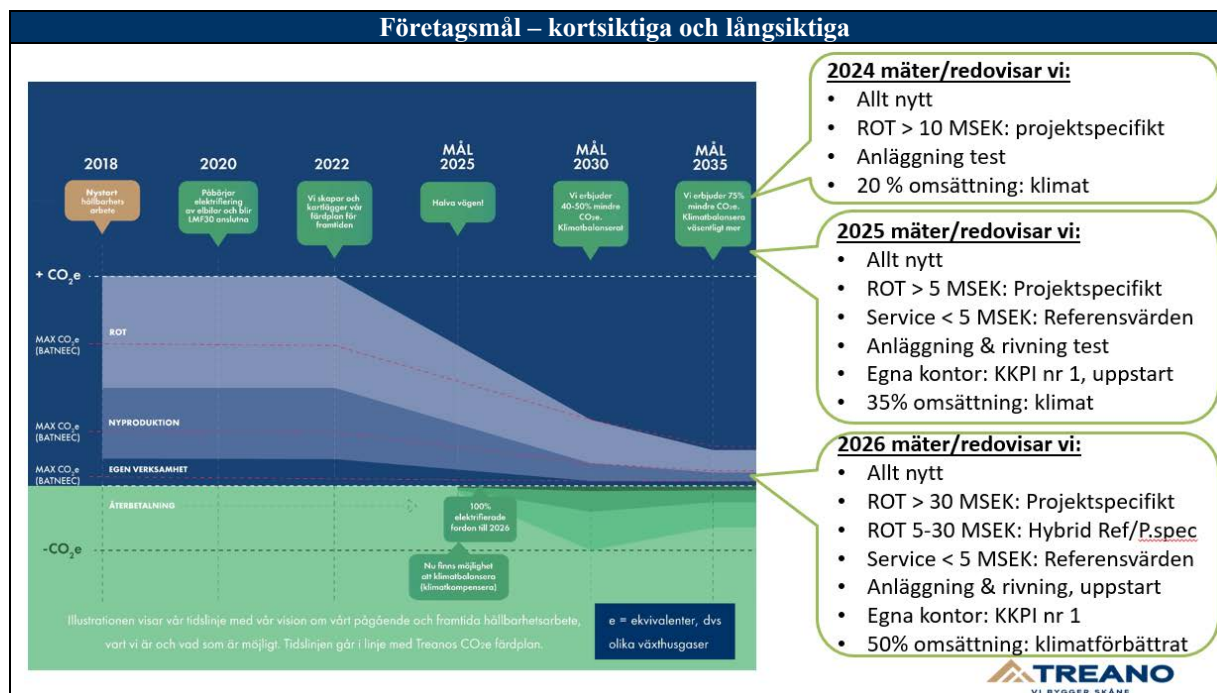 Företagsmål – kortsiktiga och långsiktiga
2018
2020
2022
MÅL
2025
MÅL
2030
MÅL
2035
Nystart
hållbarhets
arbete
Påbörjar
elektrifiering
av elbilar och blir
LMF30 anslutna
Vi skapar och
kartlägger vår
färdplan för
framtiden
Halva vägen!
Vi erbjuder
40-50% mindre
CO₂e.
Klimatbalanserat
Vi erbjuder 75%
mindre CO₂e.
Klimatbalansera
väsentligt mer
+ CO₂e
ROT
MAX CO₂e
(BATNEEC)
NYPRODUKTION
MAX CO₂e
(BATNEEC)
EGEN VERKSAMHET
MAX CO₂e
(BATNEEC)
ÅTERBETALNING
100%
elektrifierade
fordon till 2026
-CO₂e
Nu finns möjlighet
att klimatbalansera
(klimatkompensera)
Illustrationen visar vår tidslinje med vår vision om vårt pågående och framtida hållbarhetsarbete,
vart vi är och vad som är möjligt. Tidslinjen går i linje med Treanos CO₂e färdplan.
e = ekvivalenter, dvs
olika växthusgaser
2024 mäter/redovisar vi:
• Allt nytt
• ROT > 10 MSEK: projektspecifikt
• Anläggning test
• 20 % omsättning: klimat
2025 mäter/redovisar vi:
• Allt nytt
• ROT > 5 MSEK: Projektspecifikt
• Service < 5 MSEK: Referensvärden
• Anläggning & rivning test
• Egna kontor: KKPI nr 1, uppstart
• 35% omsättning: klimat
2026 mäter/redovisar vi:
• Allt nytt
• ROT > 30 MSEK: Projektspecifikt
• ROT 5-30 MSEK: Hybrid Ref/P.spec
• Service < 5 MSEK: Referensvärden
• Anläggning & rivning, uppstart
• Egna kontor: KKPI nr 1
• 50% omsättning: klimatförbättrat
TREANO
VI BYGGER SKÅNE